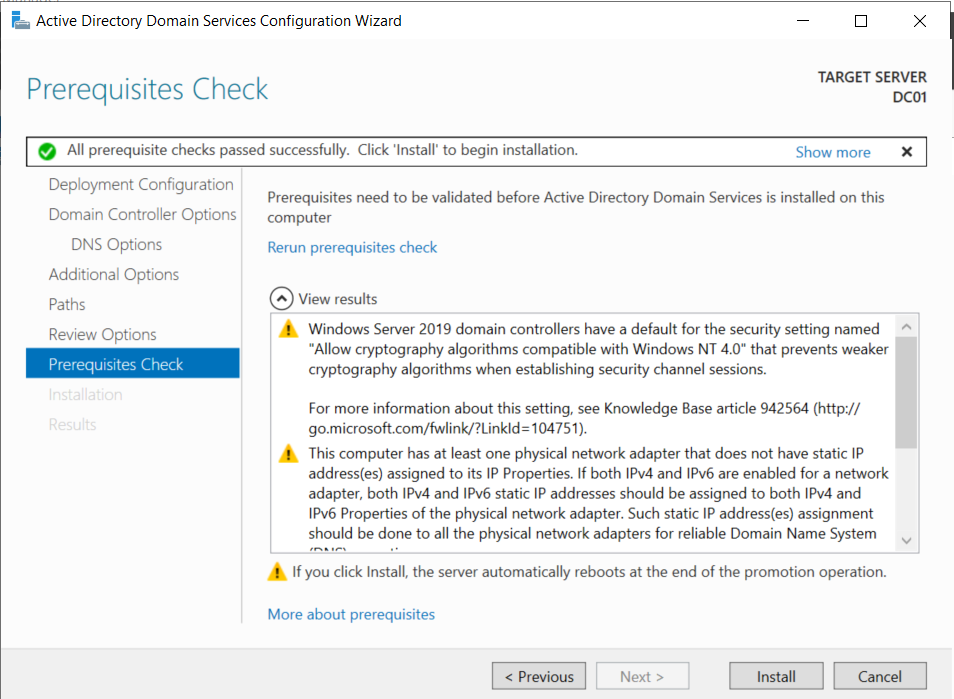 Active Directory Domain Services Configuration Wizard
Prerequisites Check
TARGET SERVER
DC01
All prerequisite checks passed successfully.  Click 'Install' to begin installation.
Show more
Deployment Configuration
Domain Controller Options
DNS Options
Additional Options
Paths
Review Options
Prerequisites Check
Installation
Results
Prerequisites need to be validated before Active Directory Domain Services is installed on this
computer
Rerun prerequisites check
View results
Windows Server 2019 domain controllers have a default for the security setting named
"Allow cryptography algorithms compatible with Windows NT 4.0" that prevents weaker
cryptography algorithms when establishing security channel sessions.
For more information about this setting, see Knowledge Base article 942564 (http://
go.microsoft.com/fwlink/?LinkId=104751).
This computer has at least one physical network adapter that does not have static IP
address(es) assigned to its IP Properties. If both IPv4 and IPv6 are enabled for a network
adapter, both IPv4 and IPv6 static IP addresses should be assigned to both IPv4 and
IPv6 Properties of the physical network adapter. Such static IP address(es) assignment
should be done to all the physical network adapters for reliable Domain Name System
If you click Install, the server automatically reboots at the end of the promotion operation.
More about prerequisites
< Previous
Next >
Install
Cancel